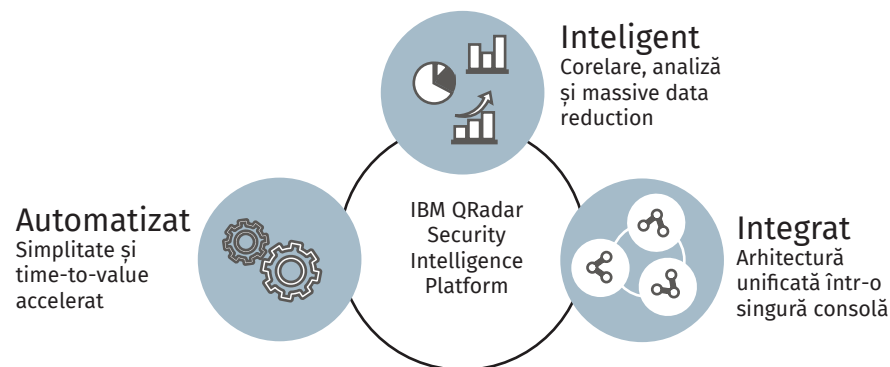 Inteligent
Corelare, analiză
și massive data
reduction
Automatizat
Simplitate și
time-to-value
accelerat
IBM QRadar
Security
Intelligence
Platform
Integrat
Arhitectură
unificată într-o
singură consolă